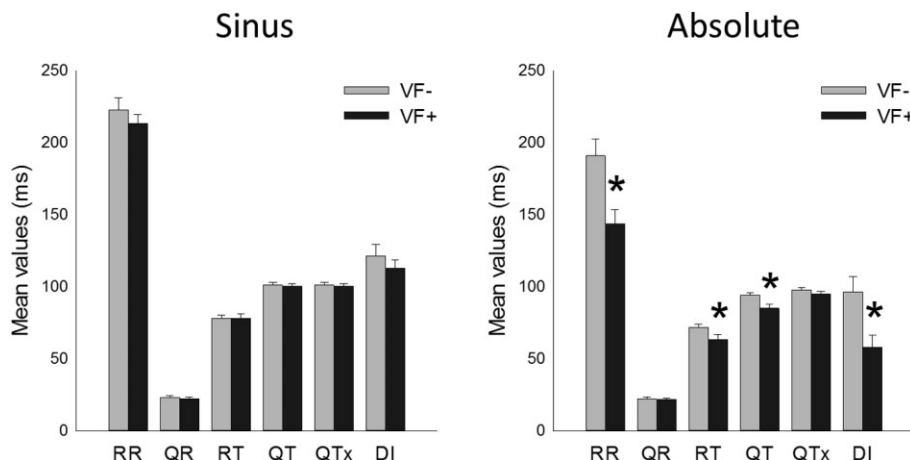 Sinus
Absolute
250
200
150
100
50
0
Mean values (ms)
VF-
VF+
RR QR RT QT QTx DI
250
200
150
100
50
0
Mean values (ms)
VF-
VF+
*
*
*
*
RR QR RT QT QTx DI